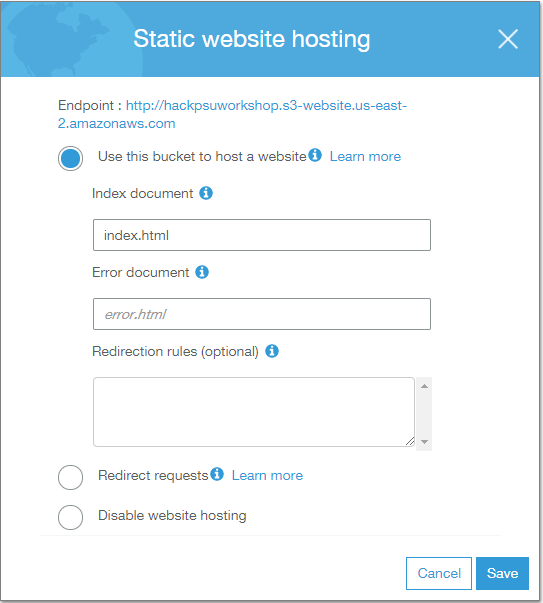 Static website hosting
Endpoint : http://hackpsuworkshop.s3-website.us-east-
2.amazonaws.com
Use this bucket to host a website Learn more
Index document
index.html
Error document
error.html
Redirection rules (optional)
Redirect requests Learn more
Disable website hosting
Cancel Save